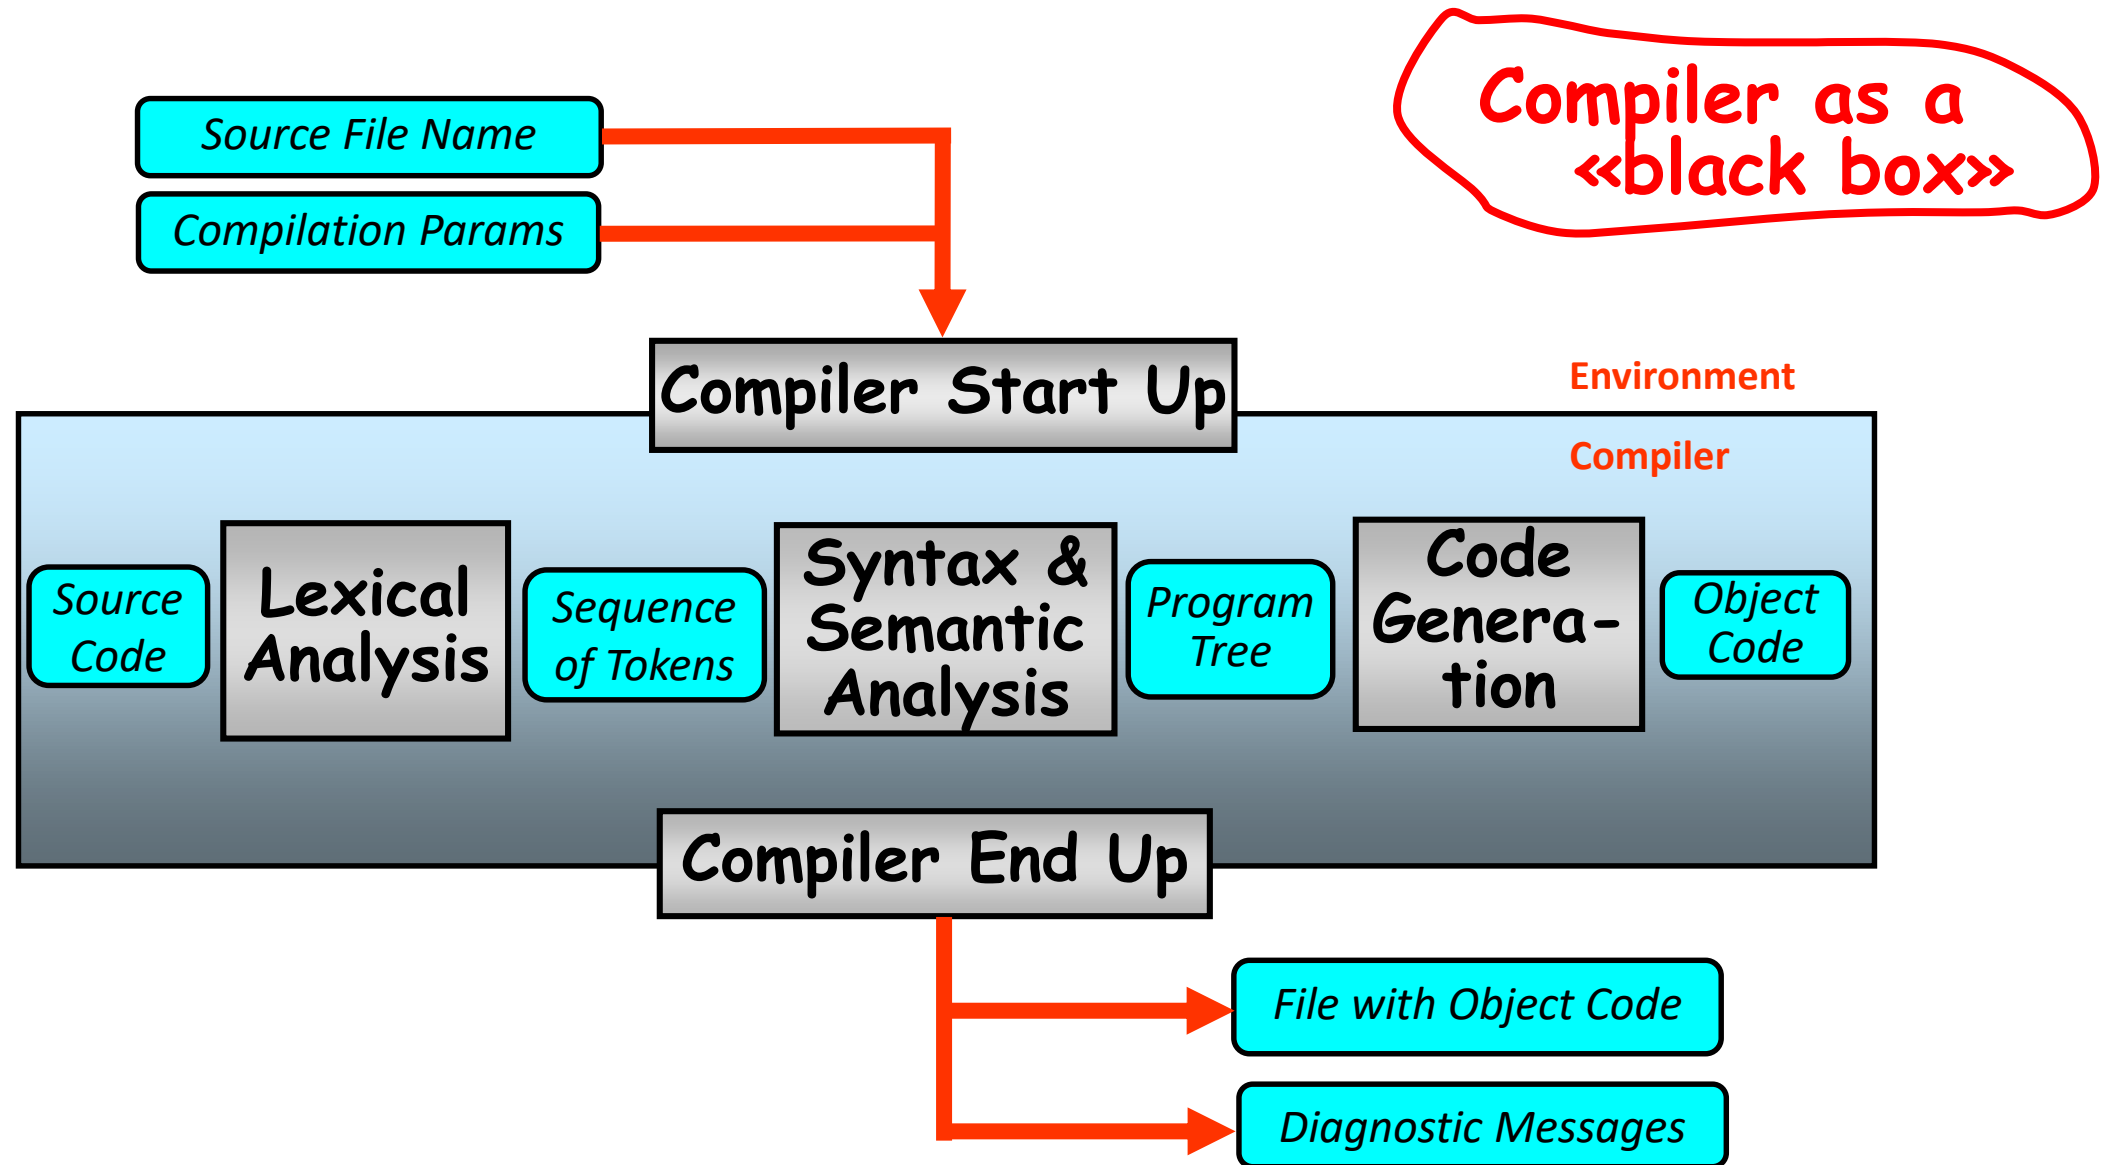 Compiler as a
«black box»
Source File Name
Compilation Params
Compiler Start Up
Environment
Compiler
Source
Code
Lexical
Analysis
Sequence
of Tokens
Syntax &
Semantic
Analysis
Program
Tree
Code
Genera-
tion
Object
Code
Compiler End Up
File with Object Code
Diagnostic Messages